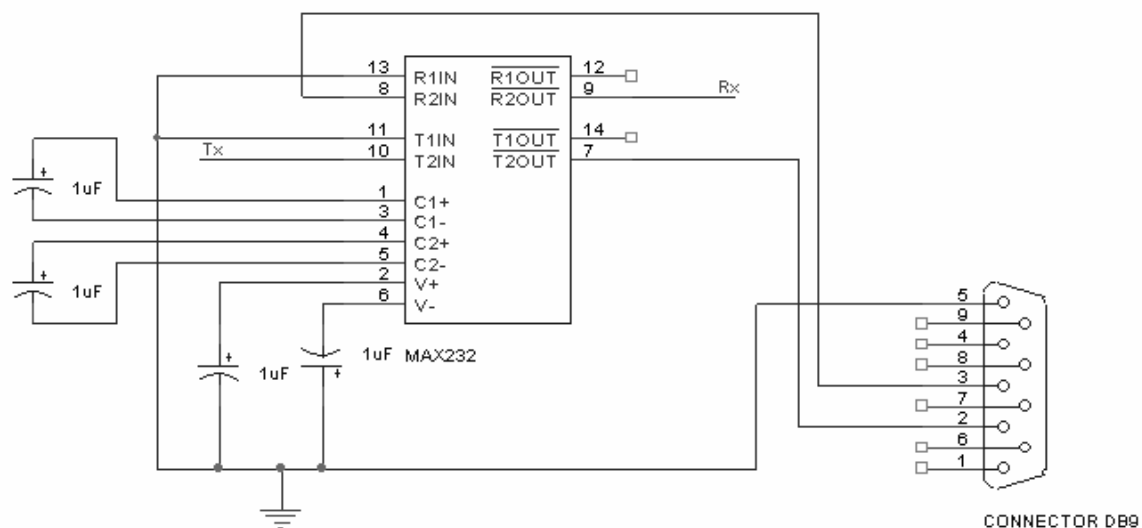 13 R1IN R1OUT 12
8 R2IN R2OUT 9 Rx
11 T1IN T1OUT 14
Tx 10 T2IN T2OUT 7
1uF
1 C1+
3 C1-
4 C2+
1uF
5 C2-
2 V+
6 V-
1uF
1uF
MAX232
5
9
4
8
3
7
2
6
1
CONNECTOR DB9